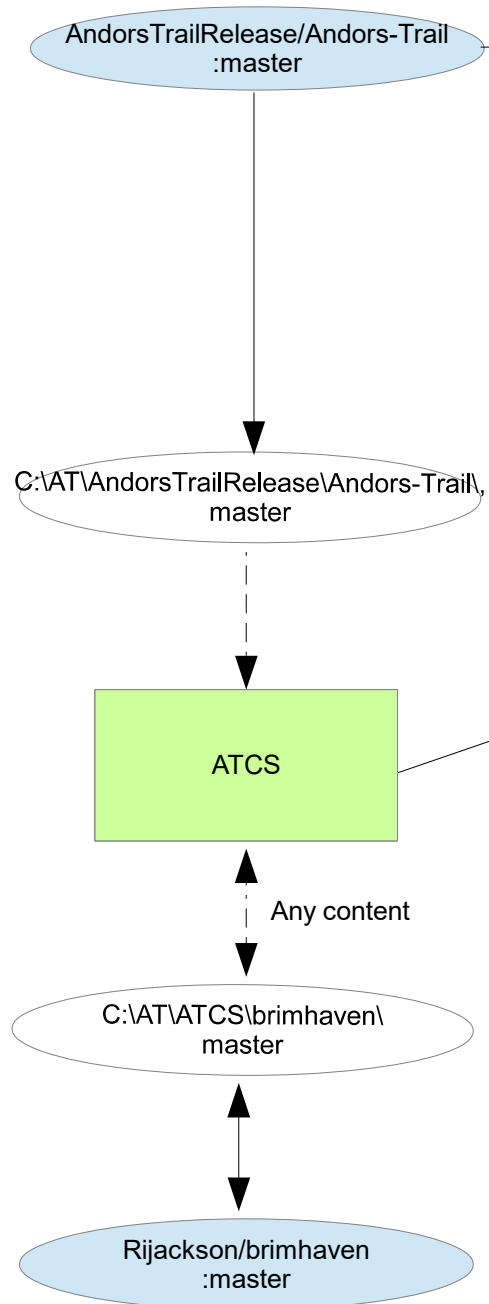 AndorsTrailRelease/Andors-Trail
:master
C:\AT\AndorsTrailRelease\Andors-Trail\,
master
ATCS
Any content
C:\AT\ATCS\brimhaven\
master
Rijackson/brimhaven
:master